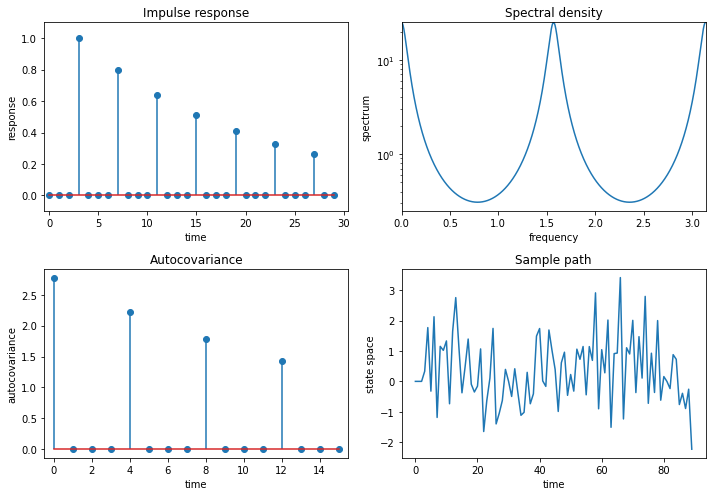 Impulse response
response
1.0
0.8
0.6
0.4
0.2
0.0
0 5 10 15 20 25 30
time
Spectral density
spectrum
10¹
10⁰
0.0 0.5 1.0 1.5 2.0 2.5 3.0
frequency
Autocovariance
autocovariance
2.5
2.0
1.5
1.0
0.5
0.0
0 2 4 6 8 10 12 14
time
Sample path
state space
3
2
1
0
−1
−2
0 20 40 60 80
time